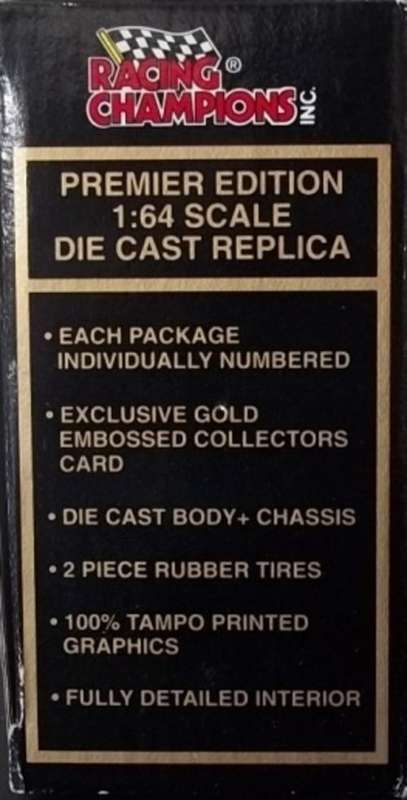 RACING®
CHAMPIONS INC.
PREMIER EDITION
1:64 SCALE
DIE CAST REPLICA
• EACH PACKAGE
INDIVIDUALLY NUMBERED
• EXCLUSIVE GOLD
EMBOSSED COLLECTORS
CARD
• DIE CAST BODY+ CHASSIS
• 2 PIECE RUBBER TIRES
• 100% TAMPO PRINTED
GRAPHICS
• FULLY DETAILED INTERIOR